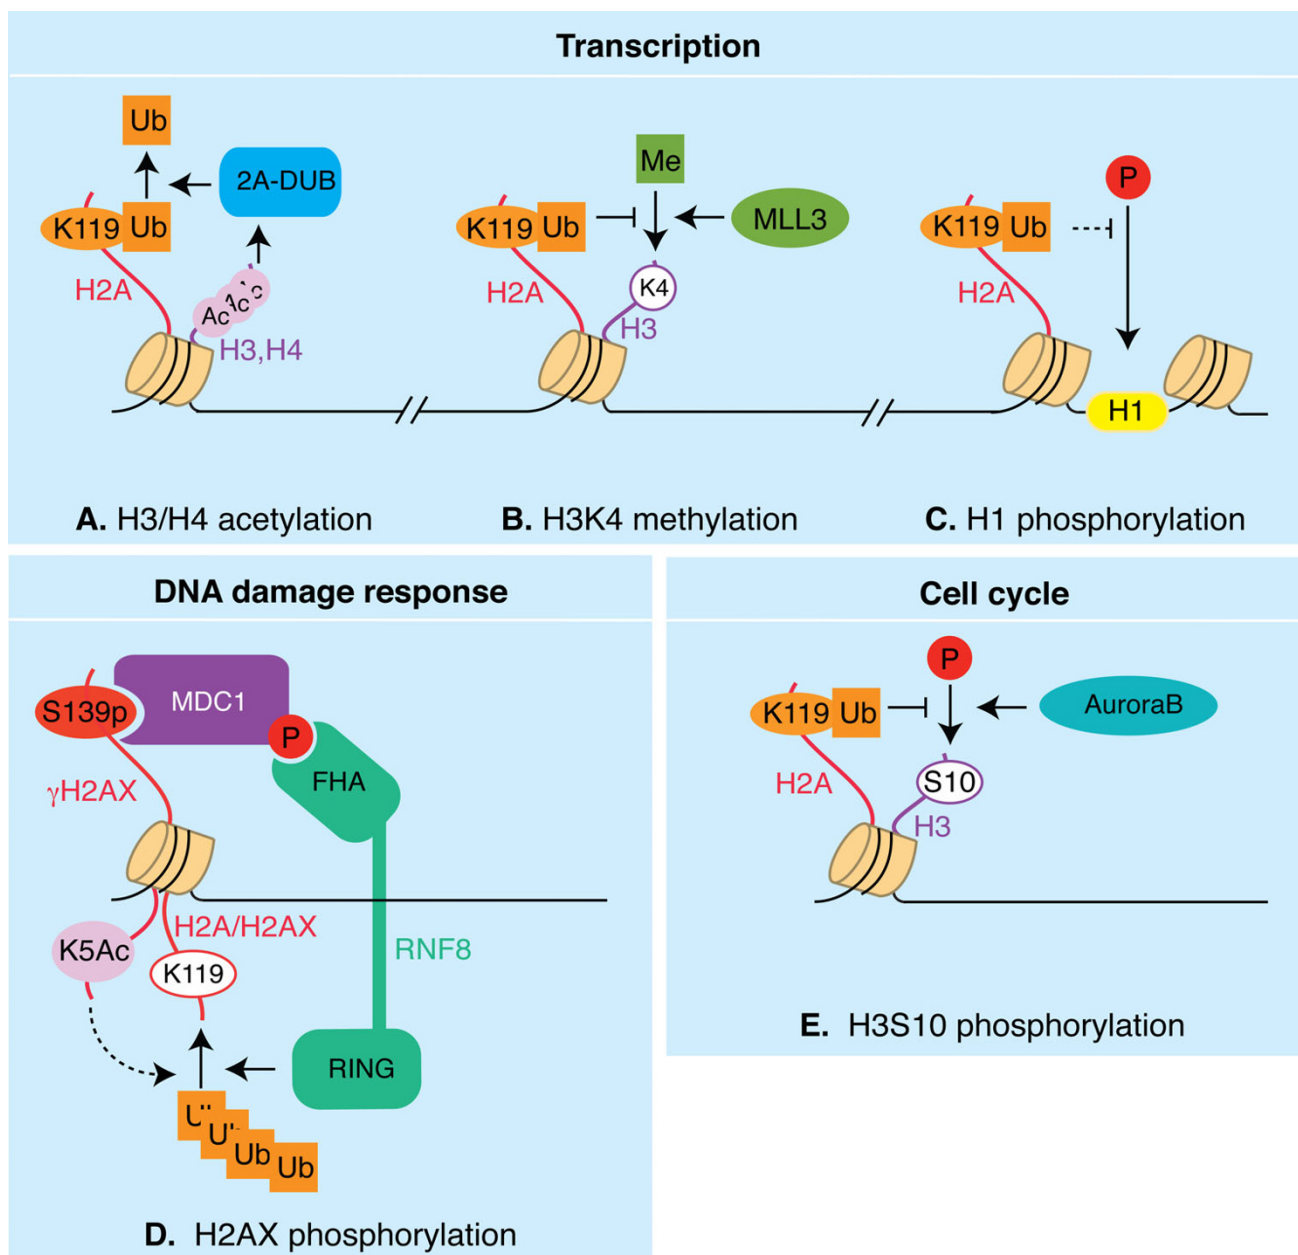 Transcription
Ub
2A-DUB
K119 Ub
H2A
Ac
H3,H4
Me
K119 Ub
MLL3
H2A
K4
H3
P
K119 Ub
H2A
H1
A. H3/H4 acetylation
B. H3K4 methylation
C. H1 phosphorylation
DNA damage response
MDC1
S139p
P
FHA
γH2AX
H2A/H2AX
K5Ac
K119
RNF8
RING
Ub
Ub
D. H2AX phosphorylation
Cell cycle
P
K119 Ub
AuroraB
H2A
S10
H3
E. H3S10 phosphorylation